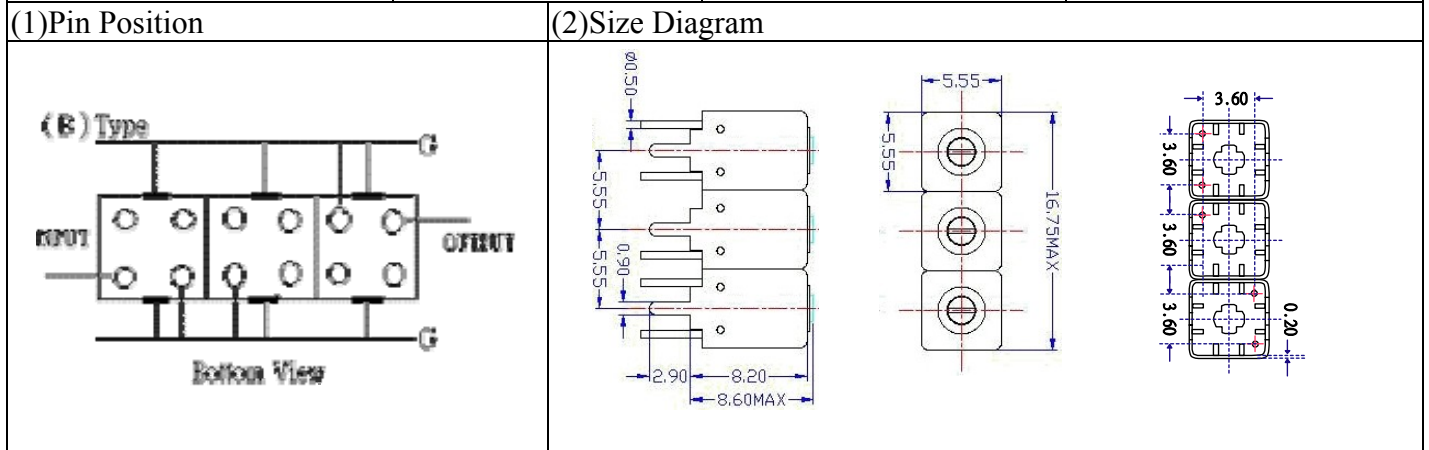 (1)Pin Position
(2)Size Diagram
(B) Type
G
INPUT
OUTPUT
G
Bottom View
ø0.50
5.55
5.55
0.90
2.90
8.20
8.60MAX
5.55
5.55
16.75MAX
3.60
3.60
3.60
3.60
0.20